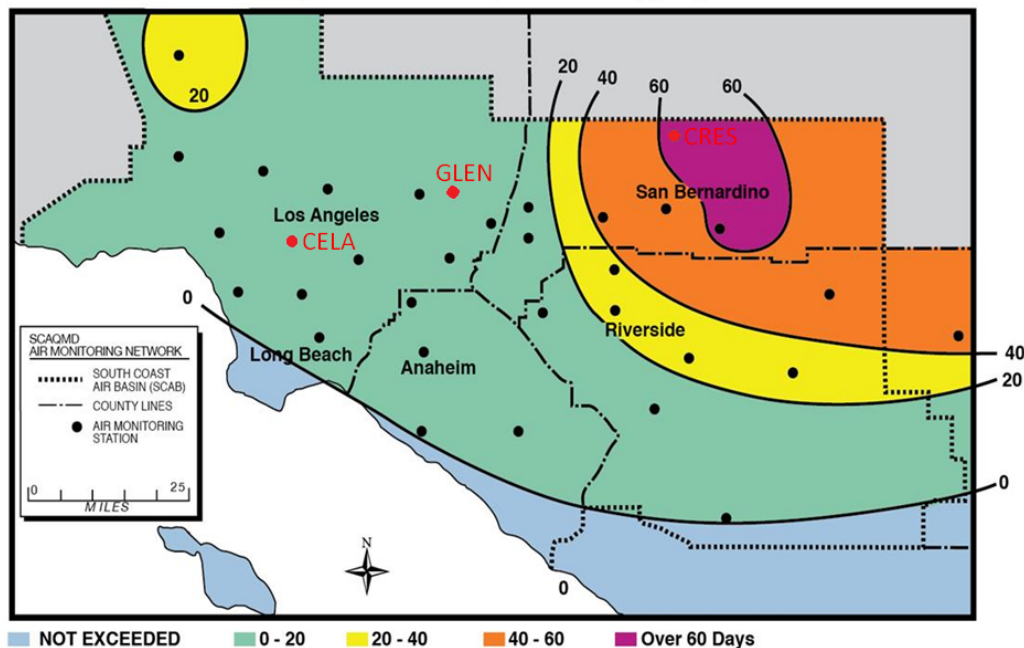 20
20
40
60
60
CRES
GLEN
San Bernardino
Los Angeles
CELA
0
Riverside
Long Beach
Anaheim
40
20
0
0
SCAQMD
AIR MONITORING NETWORK
SOUTH COAST
AIR BASIN (SCAB)
COUNTY LINES
AIR MONITORING
STATION
0 25
MILES
N
NOT EXCEEDED 0 - 20 20 - 40 40 - 60 Over 60 Days